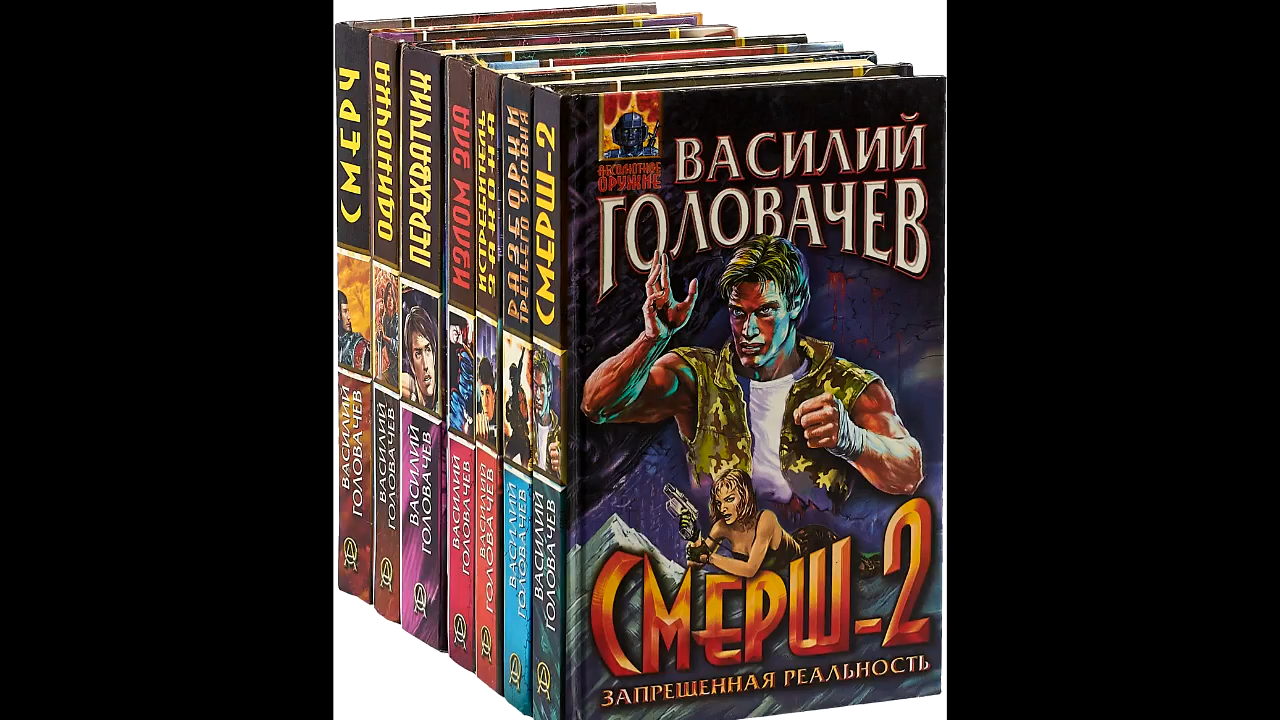 СМЕРЧ
ВАСИЛИЙ
ГОЛОВАЧЕВ
ОДИНОЧКА
ВАСИЛИЙ
ГОЛОВАЧЕВ
ПЕРЕХВАТЧИК
ВАСИЛИЙ
ГОЛОВАЧЕВ
ИЗЛОМ ЗЛА
ВАСИЛИЙ
ГОЛОВАЧЕВ
ИСТРЕБИТЕЛЬ
ЗАКОНА
ВАСИЛИЙ
ГОЛОВАЧЕВ
РАЗБОРКИ
ТРЕТЬЕГО УРОВНЯ
ВАСИЛИЙ
ГОЛОВАЧЕВ
СМЕРШ-2
ВАСИЛИЙ
ГОЛОВАЧЕВ
АБСОЛЮТНОЕ
ОРУЖИЕ
ВАСИЛИЙ
ГОЛОВАЧЕВ
СМЕРШ-2
ЗАПРЕЩЕННАЯ РЕАЛЬНОСТЬ